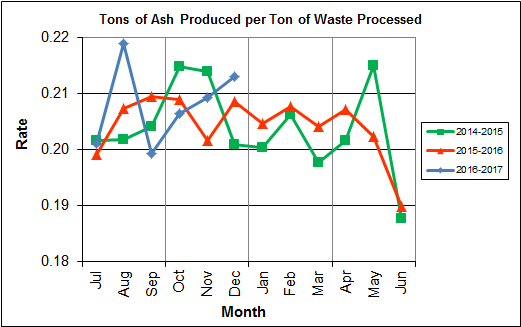 Tons of Ash Produced per Ton of Waste Processed
0.22
0.21
0.20
0.19
0.18
Rate
Jul
Aug
Sep
Oct
Nov
Dec
Jan
Feb
Mar
Apr
May
Jun
Month
2014-2015
2015-2016
2016-2017